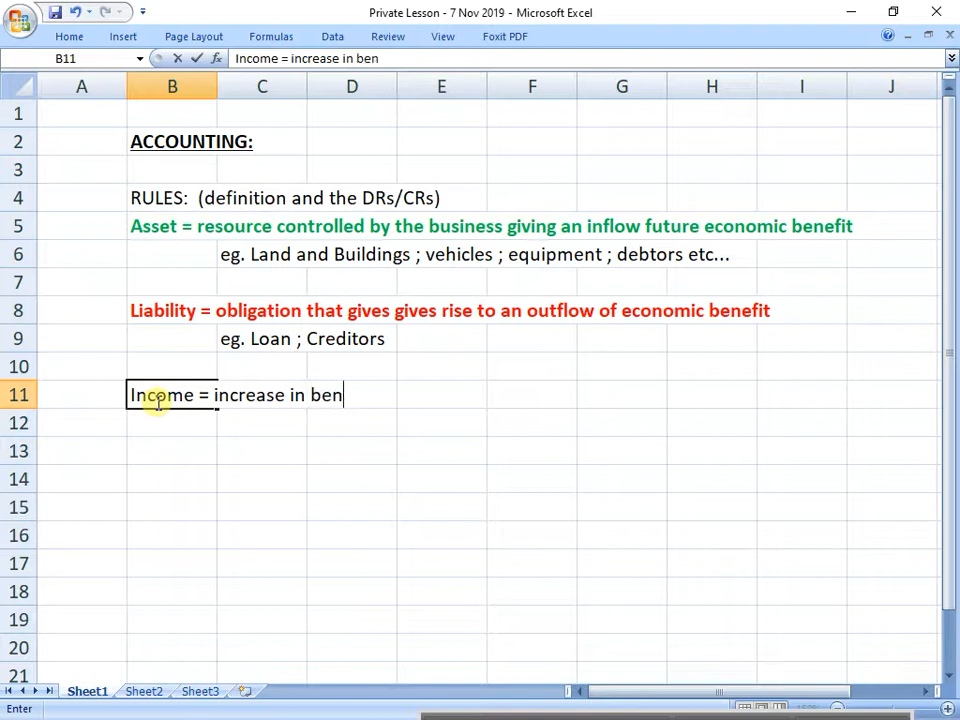 Private Lesson - 7 Nov 2019 - Microsoft Excel
Home Insert Page Layout Formulas Data Review View Foxit PDF
B11 fx Income = increase in ben
A B C D E F G H I J
1
2 ACCOUNTING:
3
4 RULES: (definition and the DRs/CRs)
5 Asset = resource controlled by the business giving an inflow future economic benefit
6 eg. Land and Buildings ; vehicles ; equipment ; debtors etc...
7
8 Liability = obligation that gives gives rise to an outflow of economic benefit
9 eg. Loan ; Creditors
10
11 Income = increase in ben
12
13
14
15
16
17
18
19
20
21
Sheet1 Sheet2 Sheet3
Enter